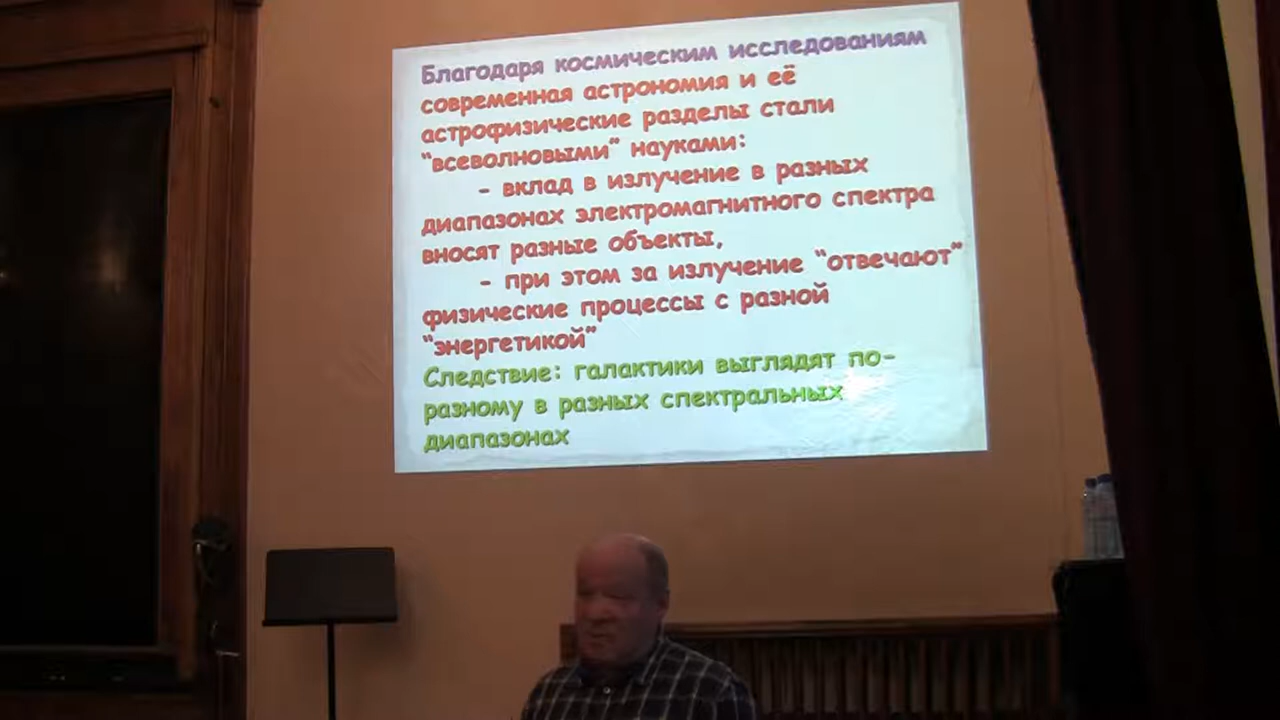 Благодаря космическим исследованиям
современная астрономия и её
астрофизические разделы стали
“всеволновыми” науками:
- вклад в излучение в разных
диапазонах электромагнитного спектра
вносят разные объекты,
- при этом за излучение “отвечают”
физические процессы с разной
“энергетикой”
Следствие: галактики выглядят по-
разному в разных спектральных
диапазонах